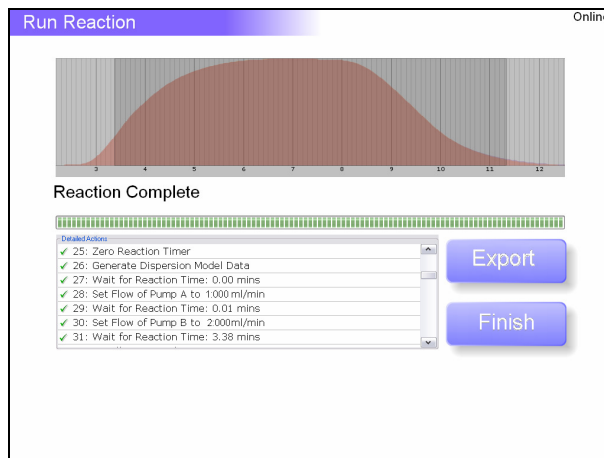 Run Reaction
Online
3 4 5 6 7 8 9 10 11 12
Reaction Complete
Detailed Actions
25: Zero Reaction Timer
26: Generate Dispersion Model Data
27: Wait for Reaction Time: 0.00 mins
28: Set Flow of Pump A to 1:000 ml/min
29: Wait for Reaction Time: 0.01 mins
30: Set Flow of Pump B to 2:000ml/min
31: Wait for Reaction Time: 3.38 mins
Export
Finish